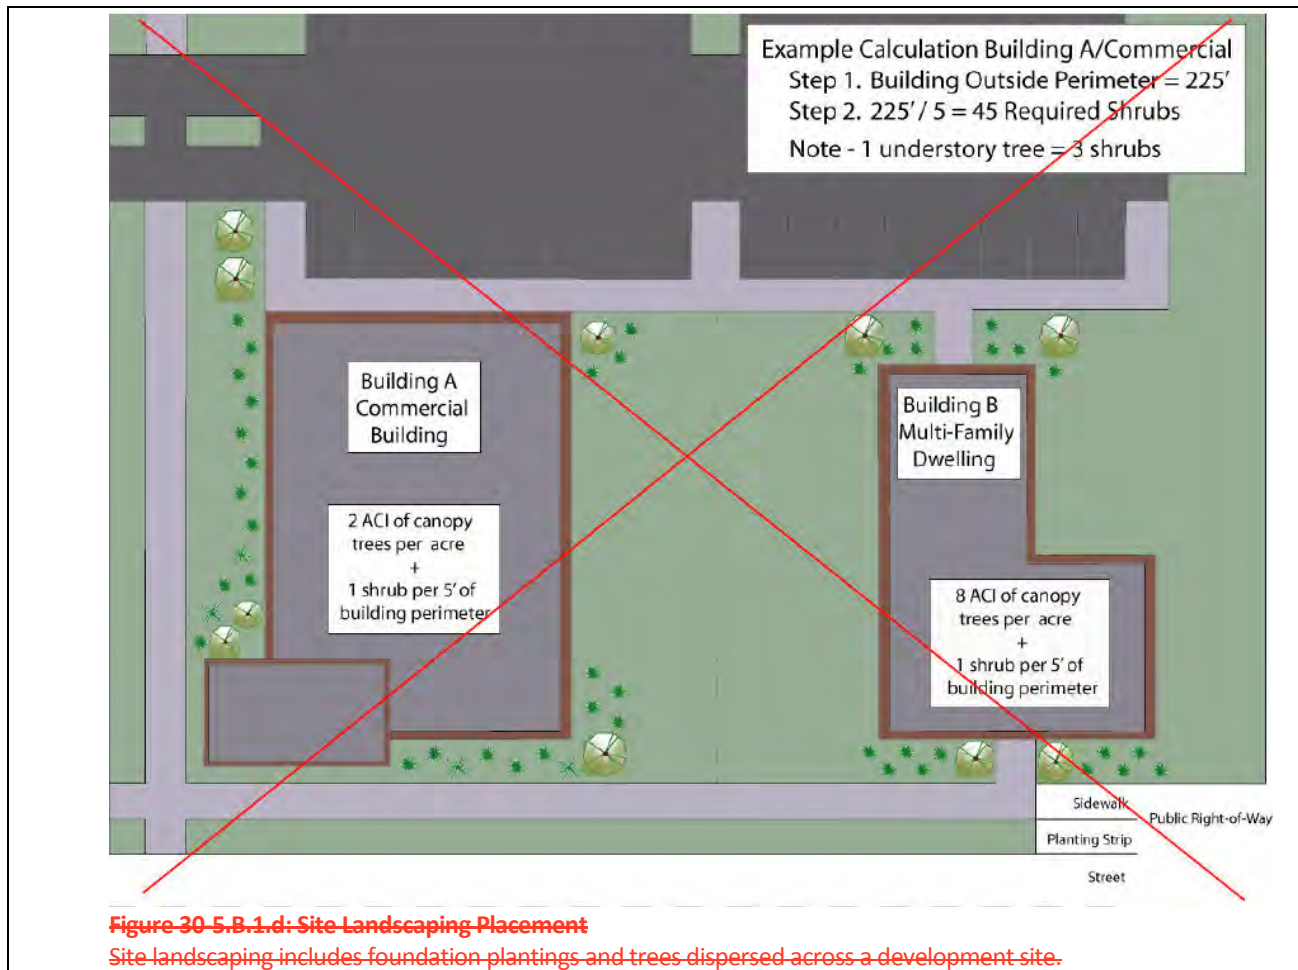 Example Calculation Building A/Commercial
Step 1. Building Outside Perimeter = 225'
Step 2. 225' / 5 = 45 Required Shrubs
Note - 1 understory tree = 3 shrubs
Building A
Commercial
Building
2 ACI of canopy
trees per acre
+
1 shrub per 5' of
building perimeter
Building B
Multi-Family
Dwelling
8 ACI of canopy
trees per acre
+
1 shrub per 5' of
building perimeter
Sidewalk
Public Right-of-Way
Planting Strip
Street
Figure 30-5.B.1.d: Site Landscaping Placement
Site landscaping includes foundation plantings and trees dispersed across a development site.